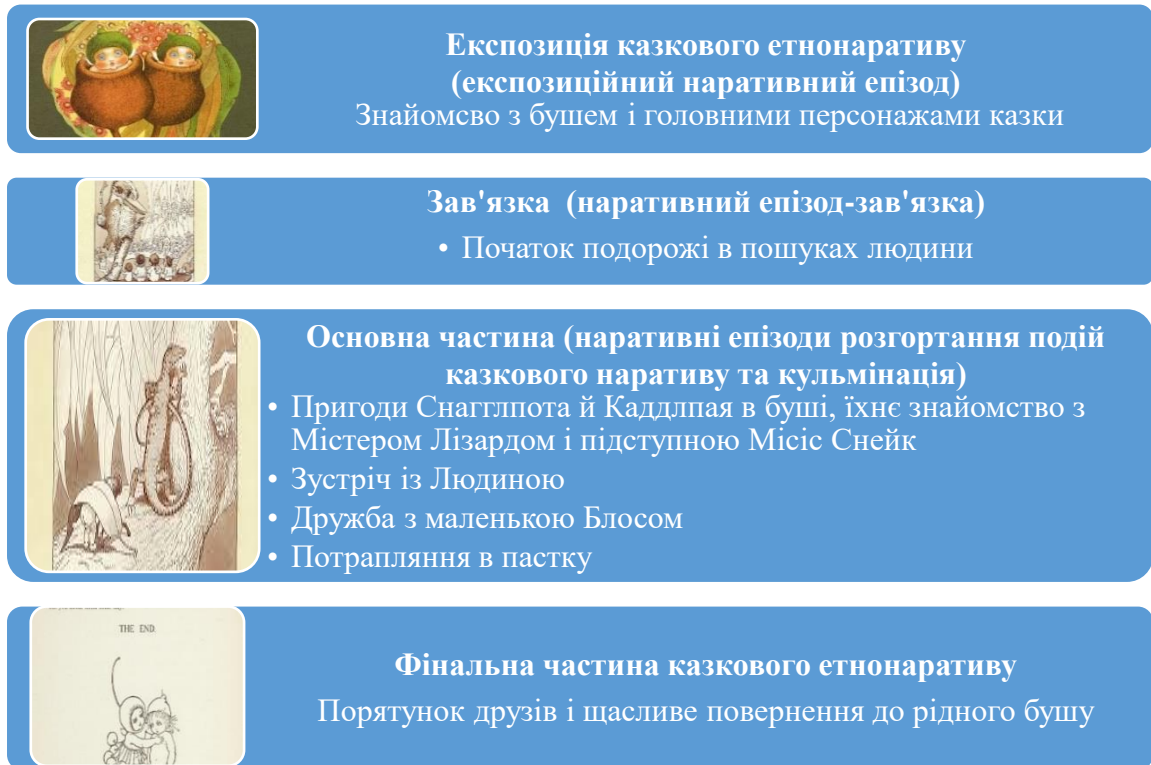 Експозиція казкового етнонаративу
(експозиційний наративний епізод)
Знайомсво з бушем і головними персонажами казки
Зав'язка  (наративний епізод-зав'язка)
• Початок подорожі в пошуках людини
Основна частина (наративні епізоди розгортання подій
казкового наративу та кульмінація)
• Пригоди Снагглпота й Каддлпая в буші, їхнє знайомство з
Містером Лізардом і підступною Місіс Снейк
• Зустріч із Людиною
• Дружба з маленькою Блосом
• Потрапляння в пастку
THE END.
Фінальна частина казкового етнонаративу
Порятунок друзів і щасливе повернення до рідного бушу